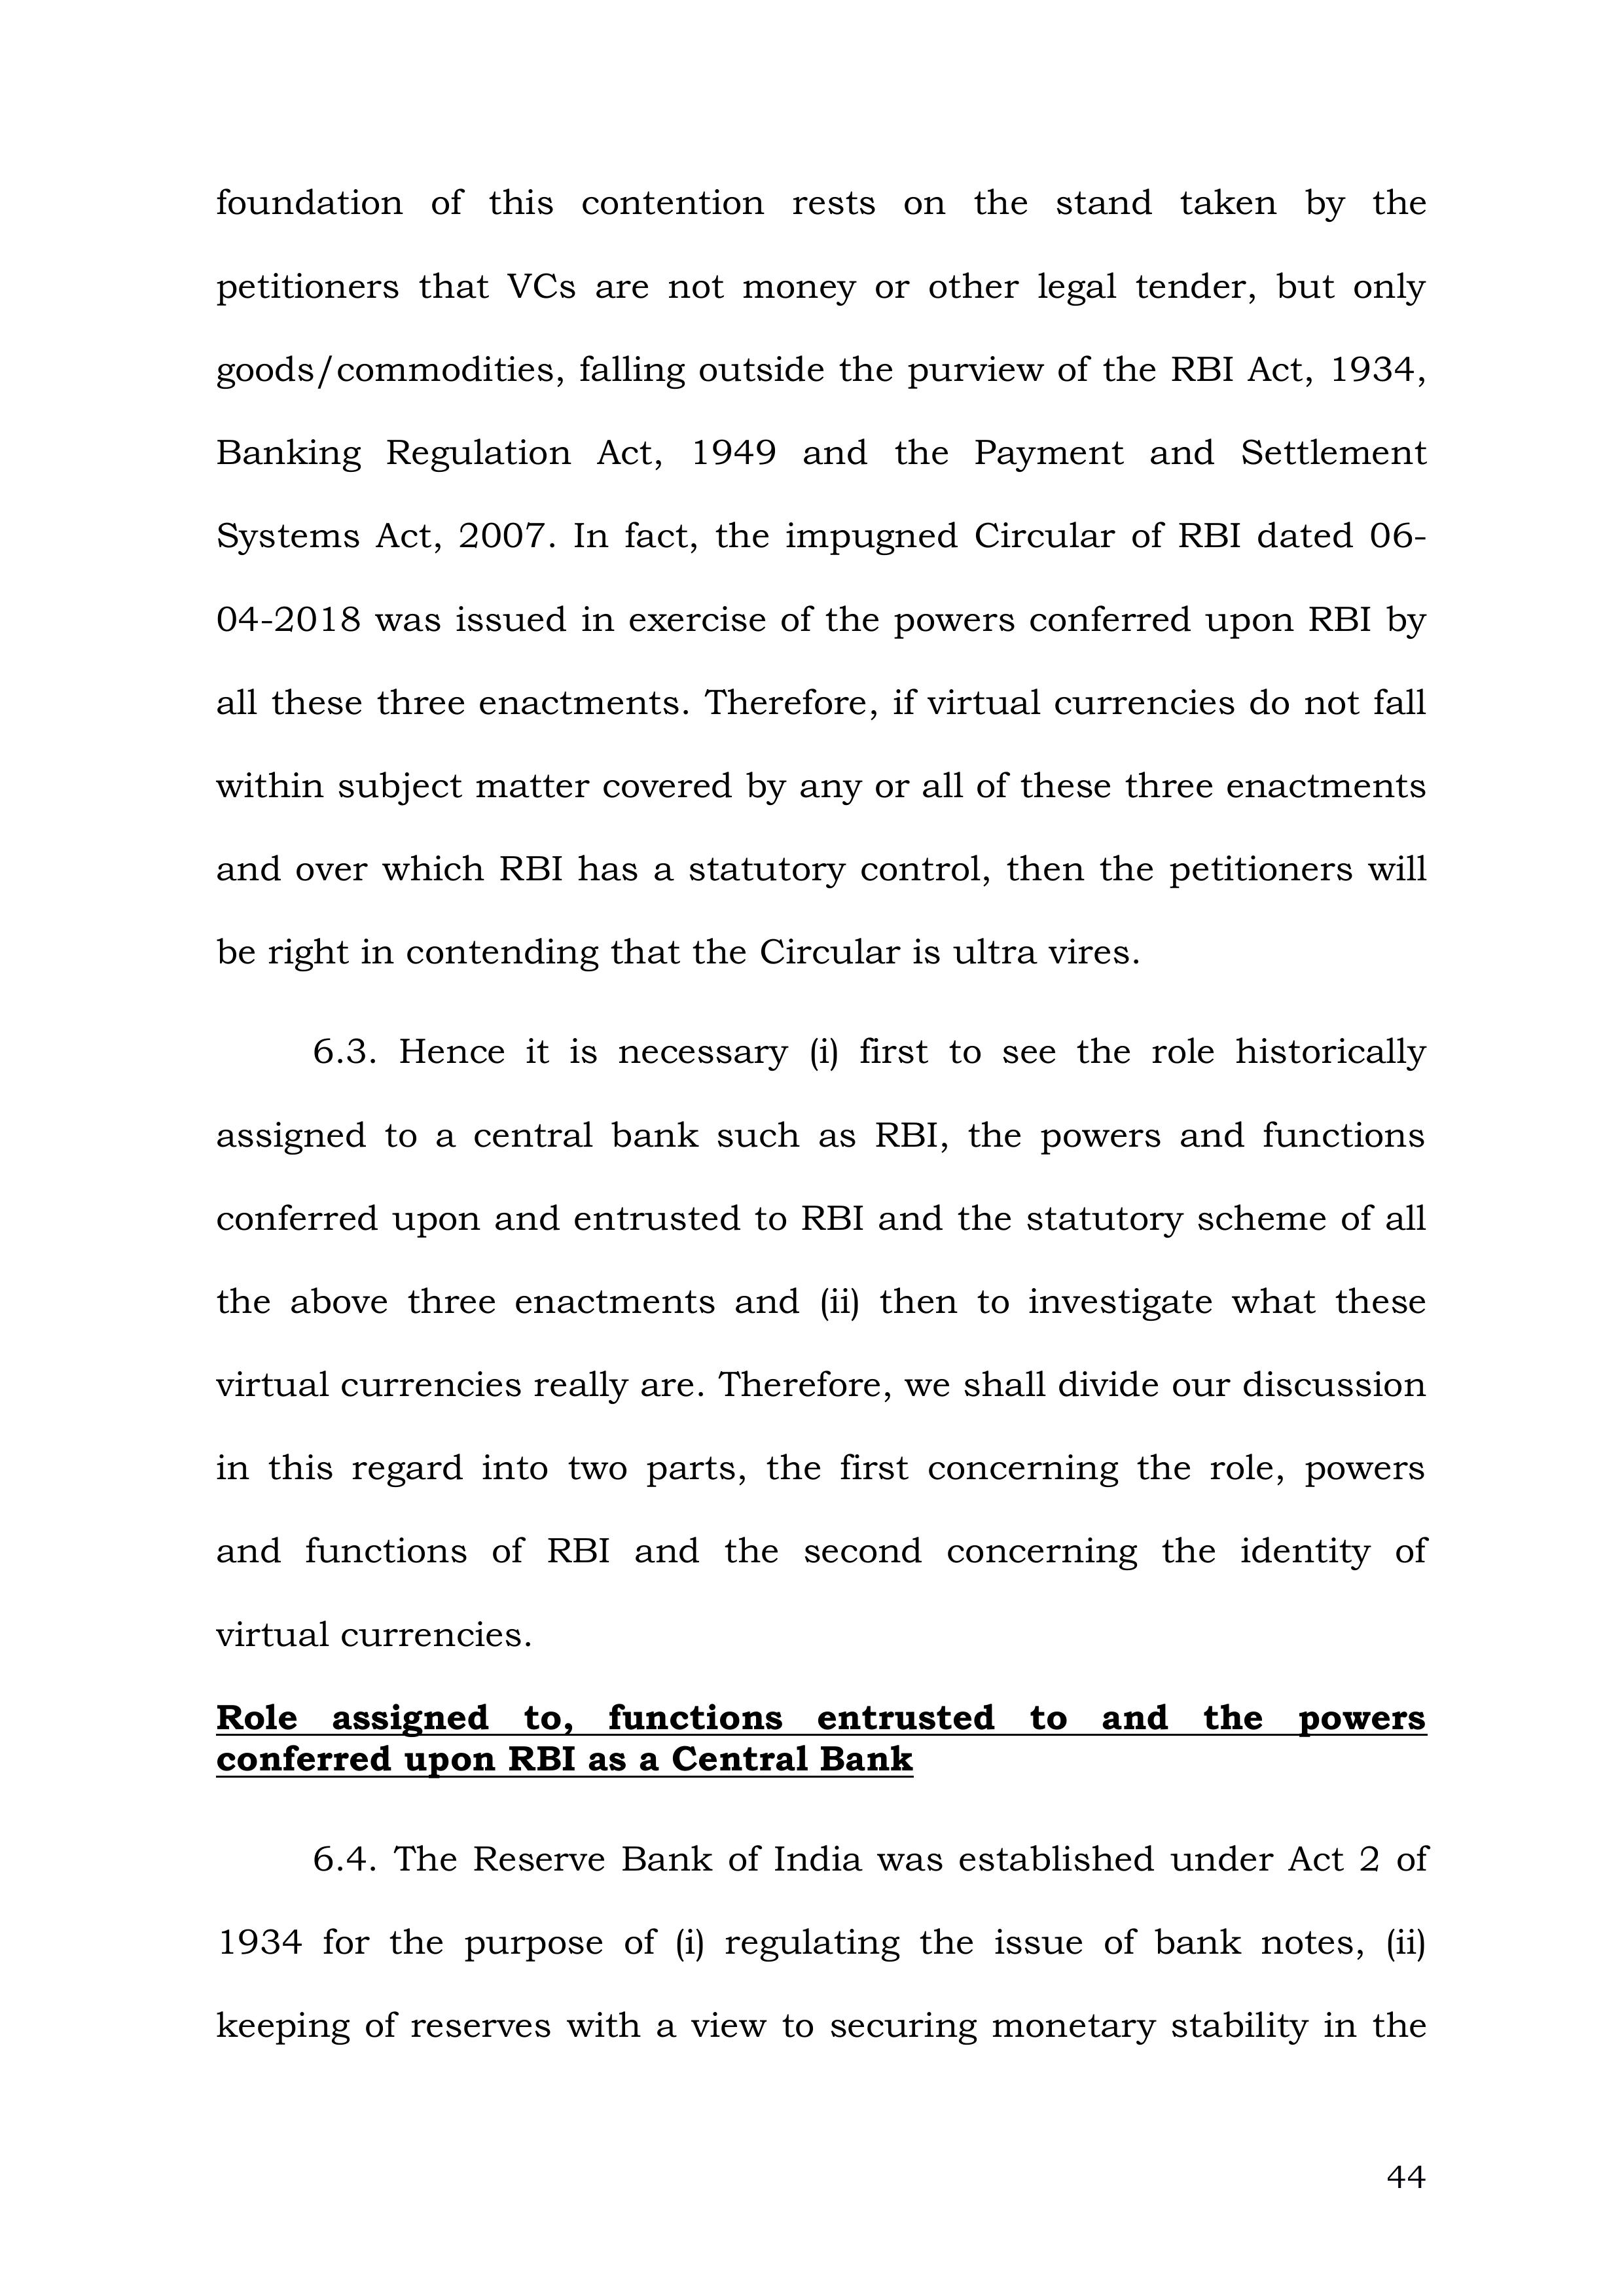 foundation of this contention rests on the stand taken by the
petitioners that VCs are not money or other legal tender, but only
goods/commodities, falling outside the purview of the RBI Act, 1934,
Banking Regulation Act, 1949 and the Payment and Settlement
Systems Act, 2007. In fact, the impugned Circular of RBI dated 06-
04-2018 was issued in exercise of the powers conferred upon RBI by
all these three enactments. Therefore, if virtual currencies do not fall
within subject matter covered by any or all of these three enactments
and over which RBI has a statutory control, then the petitioners will
be right in contending that the Circular is ultra vires.
6.3. Hence it is necessary (i) first to see the role historically
assigned to a central bank such as RBI, the powers and functions
conferred upon and entrusted to RBI and the statutory scheme of all
the above three enactments and (ii) then to investigate what these
virtual currencies really are. Therefore, we shall divide our discussion
in this regard into two parts, the first concerning the role, powers
and functions of RBI and the second concerning the identity of
virtual currencies.
Role assigned to, functions entrusted to and the powers
conferred upon RBI as a Central Bank
6.4. The Reserve Bank of India was established under Act 2 of
1934 for the purpose of (i) regulating the issue of bank notes, (ii)
keeping of reserves with a view to securing monetary stability in the
44